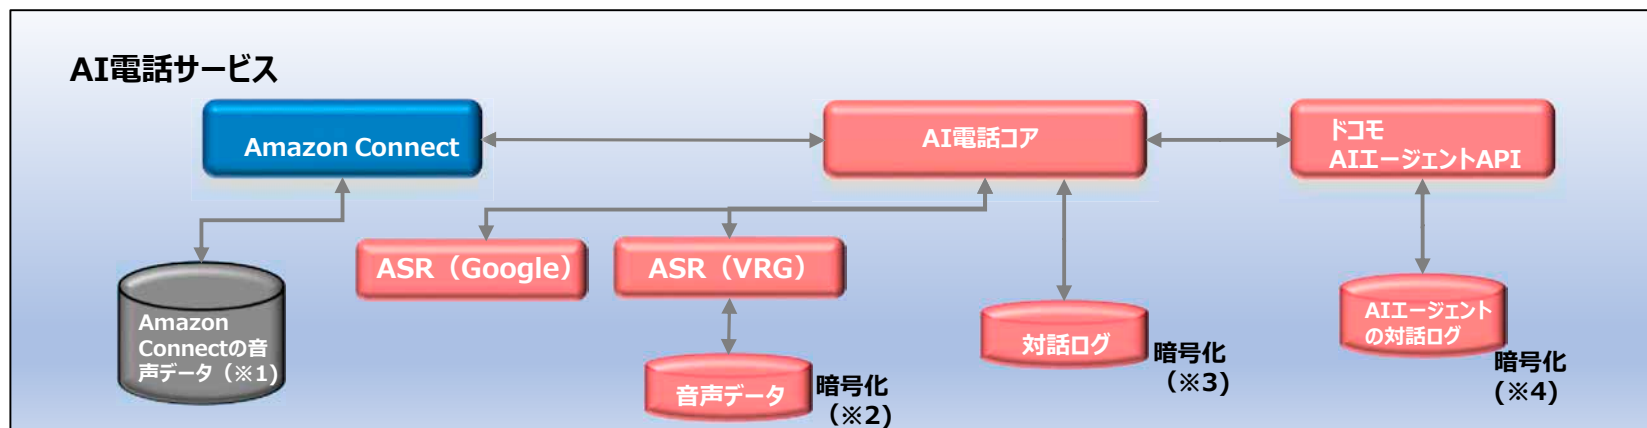 AI電話サービス
Amazon Connect
AI電話コア
ドコモ
AIエージェントAPI
ASR（Google）
ASR（VRG）
Amazon
Connectの音
声データ（※1）
音声データ
暗号化
（※2）
対話ログ
暗号化
（※3）
AIエージェント
の対話ログ
暗号化
（※4）